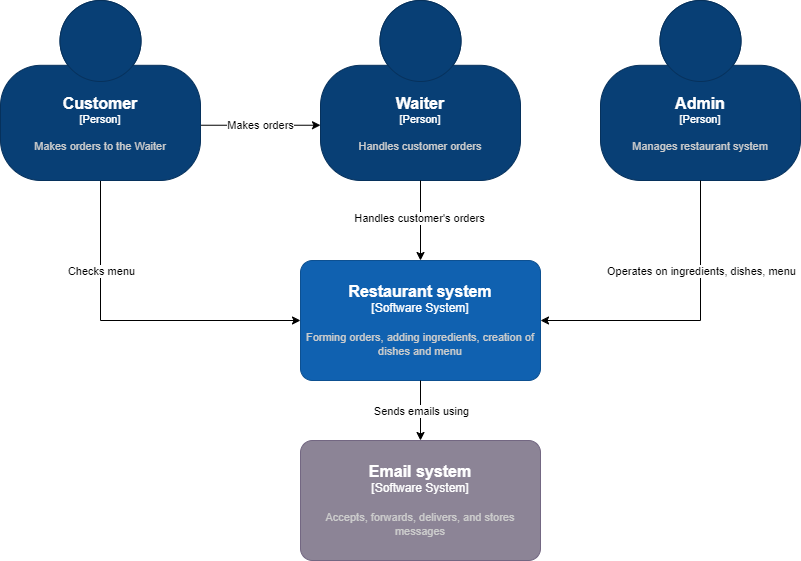 Customer
[Person]
Makes orders to the Waiter
Makes orders
Waiter
[Person]
Handles customer orders
Admin
[Person]
Manages restaurant system
Handles customer's orders
Checks menu
Operates on ingredients, dishes, menu
Restaurant system
[Software System]
Forming orders, adding ingredients, creation of
dishes and menu
Sends emails using
Email system
[Software System]
Accepts, forwards, delivers, and stores
messages